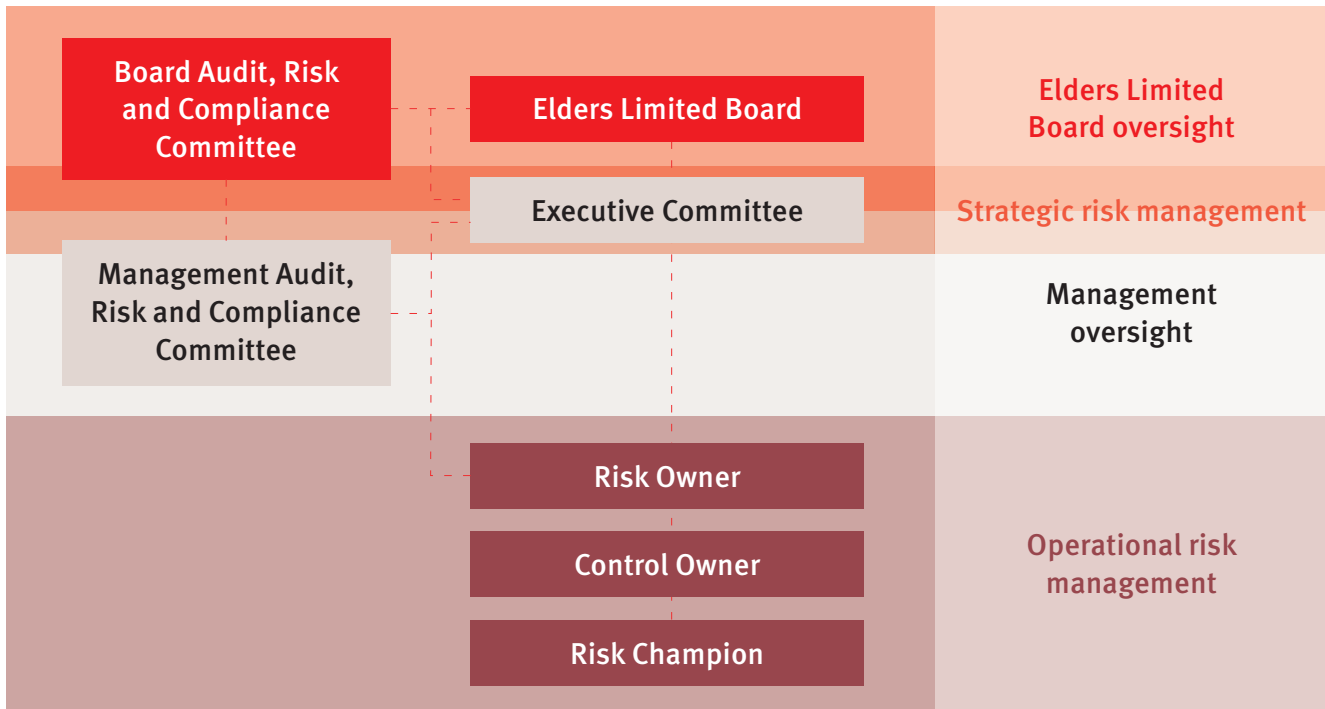 Board Audit, Risk
and Compliance
Committee
Elders Limited Board
Elders Limited
Board oversight
Executive Committee
Strategic risk management
Management Audit,
Risk and Compliance
Committee
Management
oversight
Risk Owner
Control Owner
Risk Champion
Operational risk
management